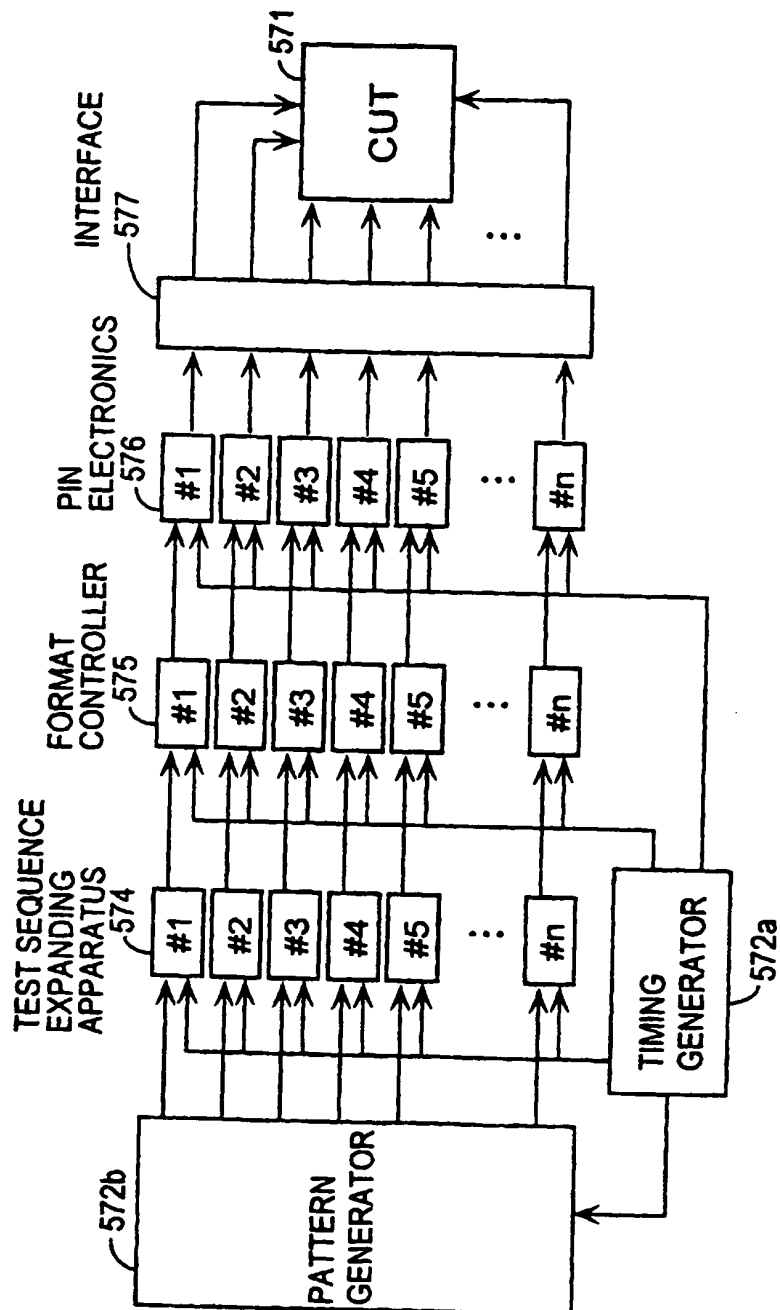 572b
PATTERN
GENERATOR
TEST SEQUENCE
EXPANDING
APPARATUS
574
#1
#2
#3
#4
#5
...
#n
FORMAT
CONTROLLER
575
#1
#2
#3
#4
#5
...
#n
PIN
ELECTRONICS
576
#1
#2
#3
#4
#5
...
#n
INTERFACE
577
571
CUT
...
TIMING
GENERATOR
572a